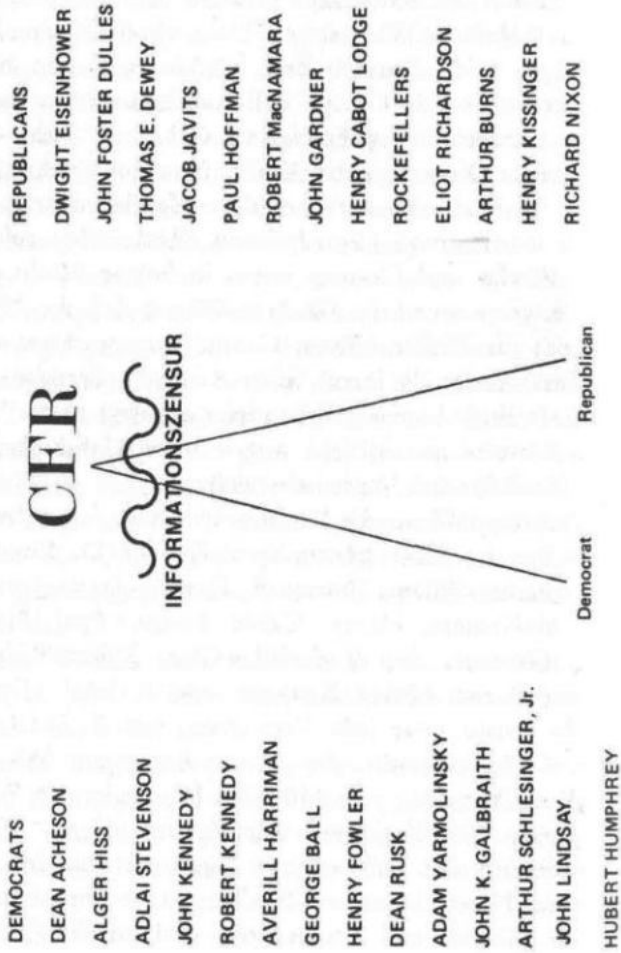 DEMOCRATS
DEAN ACHESON
ALGER HISS
ADLAI STEVENSON
JOHN KENNEDY
ROBERT KENNEDY
AVERILL HARRIMAN
GEORGE BALL
HENRY FOWLER
DEAN RUSK
ADAM YARMOLINSKY
JOHN K. GALBRAITH
ARTHUR SCHLESINGER, Jr.
JOHN LINDSAY
HUBERT HUMPHREY
CFR
INFORMATIONSZENSUR
Democrat
Republican
REPUBLICANS
DWIGHT EISENHOWER
JOHN FOSTER DULLES
THOMAS E. DEWEY
JACOB JAVITS
PAUL HOFFMAN
ROBERT MacNAMARA
JOHN GARDNER
HENRY CABOT LODGE
ROCKEFELLERS
ELIOT RICHARDSON
ARTHUR BURNS
HENRY KISSINGER
RICHARD NIXON